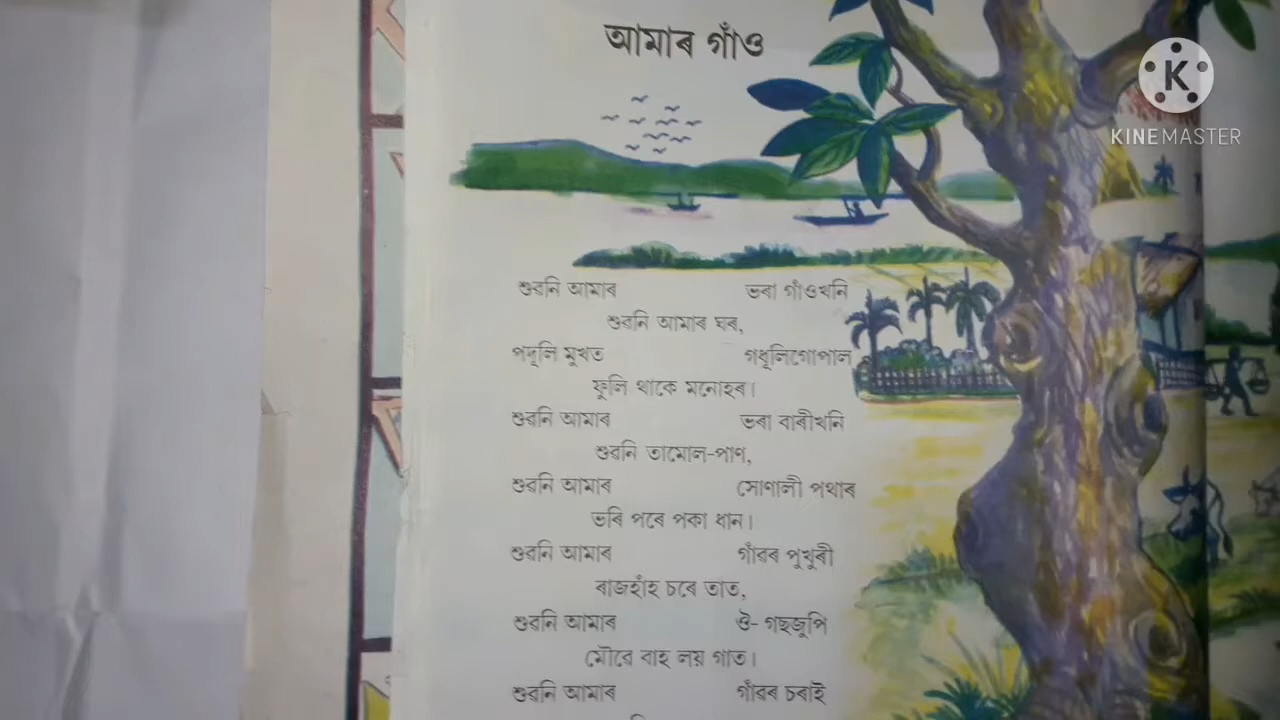 আমাৰ গাঁও
K
KINEMASTER
শুৱনি আমাৰ ভৰা গাঁওখনি
শুৱনি আমাৰ ঘৰ,
পদূলি মুখত গধূলিগোপাল
ফুলি থাকে মনোহৰ।
শুৱনি আমাৰ ভৰা বাৰীখনি
শুৱনি তামোল-পাণ,
শুৱনি আমাৰ সোণালী পথাৰ
ভৰি পৰে পকা ধান।
শুৱনি আমাৰ গাঁৱৰ পুখুৰী
ৰাজহাঁহ চৰে তাত,
শুৱনি আমাৰ ঔ- গছজুপি
মৌৱে বাহ লয় গাত।
শুৱনি আমাৰ গাঁৱৰ চৰাই